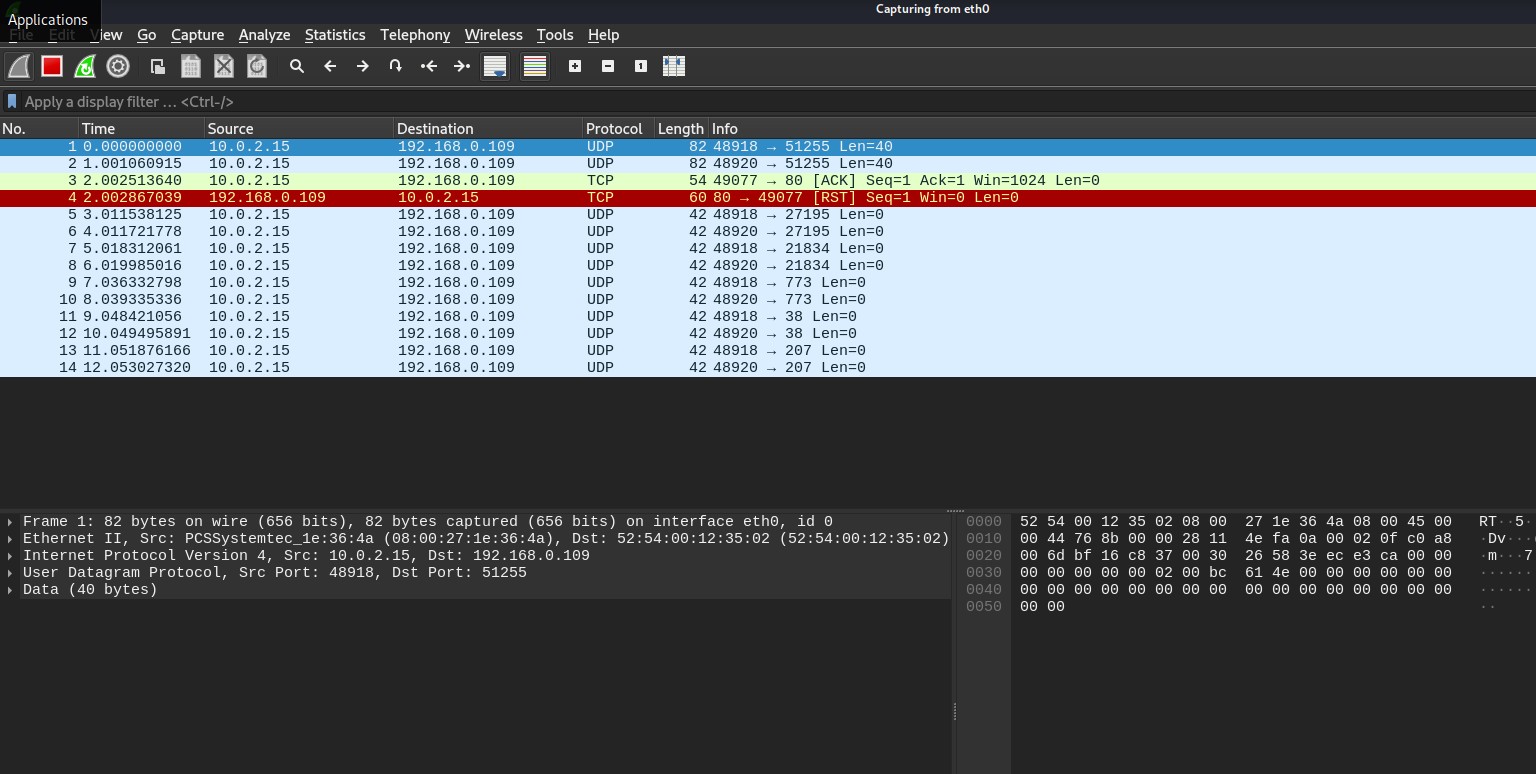 Capturing from eth0
Applications
File Edit View Go Capture Analyze Statistics Telephony Wireless Tools Help
Apply a display filter … <Ctrl-/>
No. Time Source Destination Protocol Length Info
1 0.000000000 10.0.2.15 192.168.0.109 UDP 82 48918 → 51255 Len=40
2 1.001060915 10.0.2.15 192.168.0.109 UDP 82 48920 → 51255 Len=40
3 2.002513640 10.0.2.15 192.168.0.109 TCP 54 49077 → 80 [ACK] Seq=1 Ack=1 Win=1024 Len=0
4 2.002867039 192.168.0.109 10.0.2.15 TCP 60 80 → 49077 [RST] Seq=1 Win=0 Len=0
5 3.011538125 10.0.2.15 192.168.0.109 UDP 42 48918 → 27195 Len=0
6 4.011721778 10.0.2.15 192.168.0.109 UDP 42 48920 → 27195 Len=0
7 5.018312061 10.0.2.15 192.168.0.109 UDP 42 48918 → 21834 Len=0
8 6.019985016 10.0.2.15 192.168.0.109 UDP 42 48920 → 21834 Len=0
9 7.036332798 10.0.2.15 192.168.0.109 UDP 42 48918 → 773 Len=0
10 8.039335336 10.0.2.15 192.168.0.109 UDP 42 48920 → 773 Len=0
11 9.048421056 10.0.2.15 192.168.0.109 UDP 42 48918 → 38 Len=0
12 10.049495891 10.0.2.15 192.168.0.109 UDP 42 48920 → 38 Len=0
13 11.051876166 10.0.2.15 192.168.0.109 UDP 42 48918 → 207 Len=0
14 12.053027320 10.0.2.15 192.168.0.109 UDP 42 48920 → 207 Len=0
Frame 1: 82 bytes on wire (656 bits), 82 bytes captured (656 bits) on interface eth0, id 0
Ethernet II, Src: PCSSystemtec_1e:36:4a (08:00:27:1e:36:4a), Dst: 52:54:00:12:35:02 (52:54:00:12:35:02)
Internet Protocol Version 4, Src: 10.0.2.15, Dst: 192.168.0.109
User Datagram Protocol, Src Port: 48918, Dst Port: 51255
Data (40 bytes)
0000 52 54 00 12 35 02 08 00 27 1e 36 4a 08 00 45 00 RT··5·
0010 00 44 76 8b 00 00 28 11 4e fa 0a 00 02 0f c0 a8 ·Dv···
0020 00 6d bf 16 c8 37 00 30 26 58 3e ec e3 ca 00 00 ·m···7
0030 00 00 00 00 00 02 00 bc 61 4e 00 00 00 00 00 00 ······
0040 00 00 00 00 00 00 00 00 00 00 00 00 00 00 00 00 ······
0050 00 00 ··